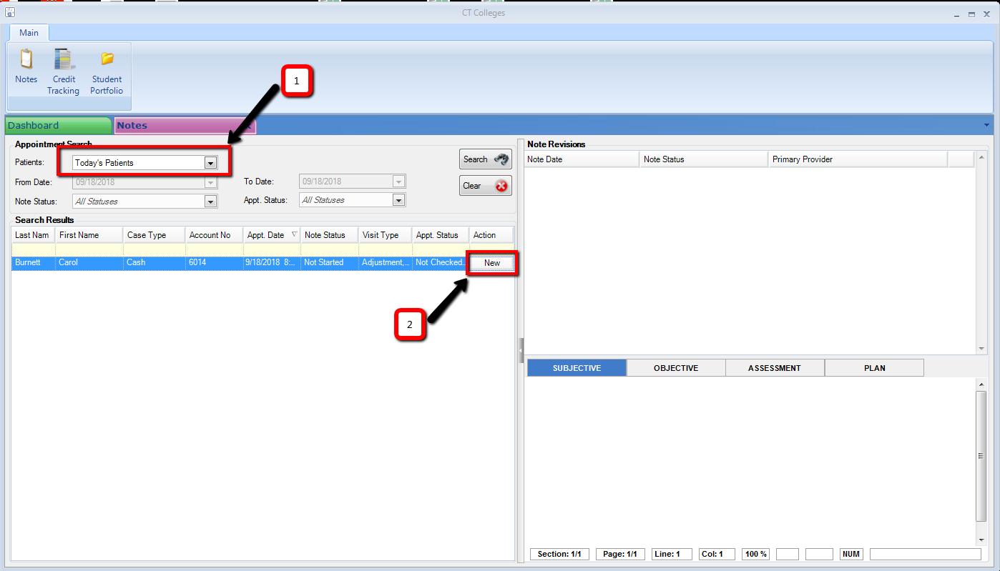 CT Colleges
Main
Notes
Credit Tracking
Student Portfolio
1
Dashboard
Notes
Appointment Search
Patients: Today's Patients
Search
From Date: 09/18/2018 To Date: 09/18/2018
Clear
Note Status: All Statuses Appt. Status: All Statuses
Search Results
Last Nam First Name Case Type Account No Appt. Date Note Status Visit Type Appt. Status Action
Burnett Carol Cash 6014 9/18/2018 8:... Not Started Adjustment,... Not Checked... New
2
Note Revisions
Note Date Note Status Primary Provider
SUBJECTIVE OBJECTIVE ASSESSMENT PLAN
Section: 1/1 Page: 1/1 Line: 1 Col: 1 100 % NUM